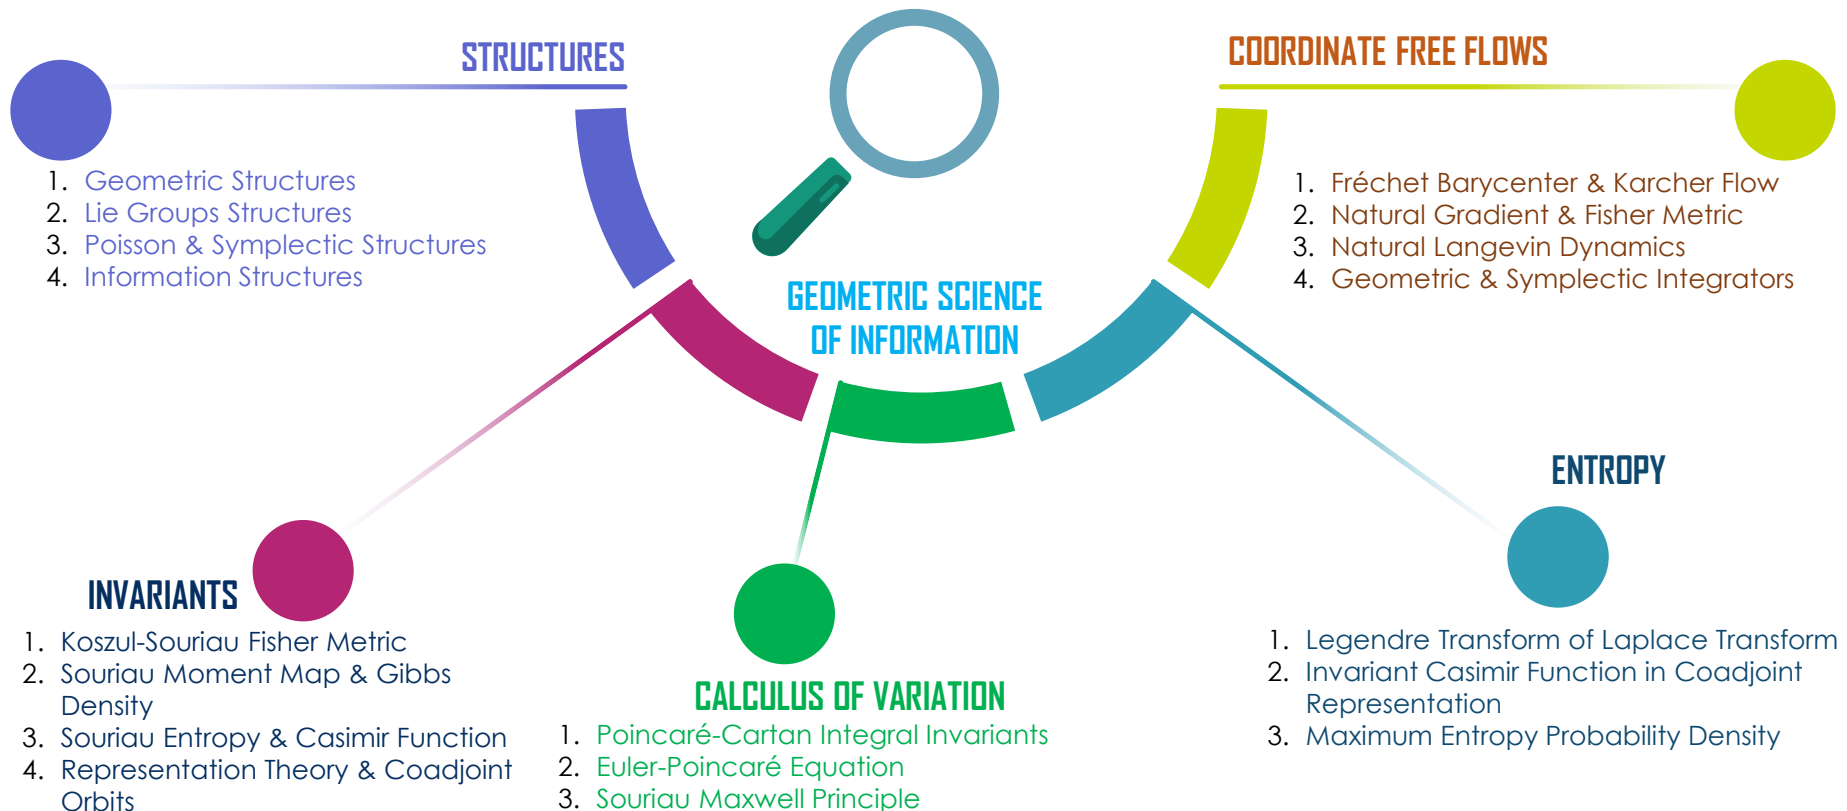 STRUCTURES
1. Geometric Structures
2. Lie Groups Structures
3. Poisson & Symplectic Structures
4. Information Structures
COORDINATE FREE FLOWS
1. Fréchet Barycenter & Karcher Flow
2. Natural Gradient & Fisher Metric
3. Natural Langevin Dynamics
4. Geometric & Symplectic Integrators
GEOMETRIC SCIENCE
OF INFORMATION
INVARIANTS
1. Koszul-Souriau Fisher Metric
2. Souriau Moment Map & Gibbs
Density
3. Souriau Entropy & Casimir Function
4. Representation Theory & Coadjoint
Orbits
CALCULUS OF VARIATION
1. Poincaré-Cartan Integral Invariants
2. Euler-Poincaré Equation
3. Souriau Maxwell Principle
ENTROPY
1. Legendre Transform of Laplace Transform
2. Invariant Casimir Function in Coadjoint
Representation
3. Maximum Entropy Probability Density